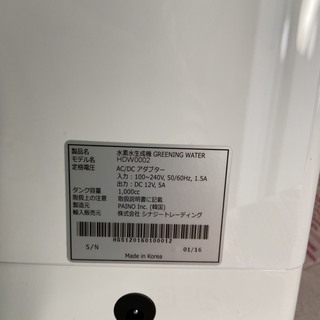 製品名 水素水生成機 GREENING WATER
モデル名 HDW0002
定格電圧 AC/DC アダプター
入力：100~240V, 50/60Hz, 1.5A
出力：DC 12V, 5A
タンク容量 1,000cc
取扱上の注意 取扱説明書に記載
製造元 PAINO Inc. (韓国)
輸入販売元 株式会社 シナジートレーディング
HGS120160100012
S/N 01/16
Made in Korea